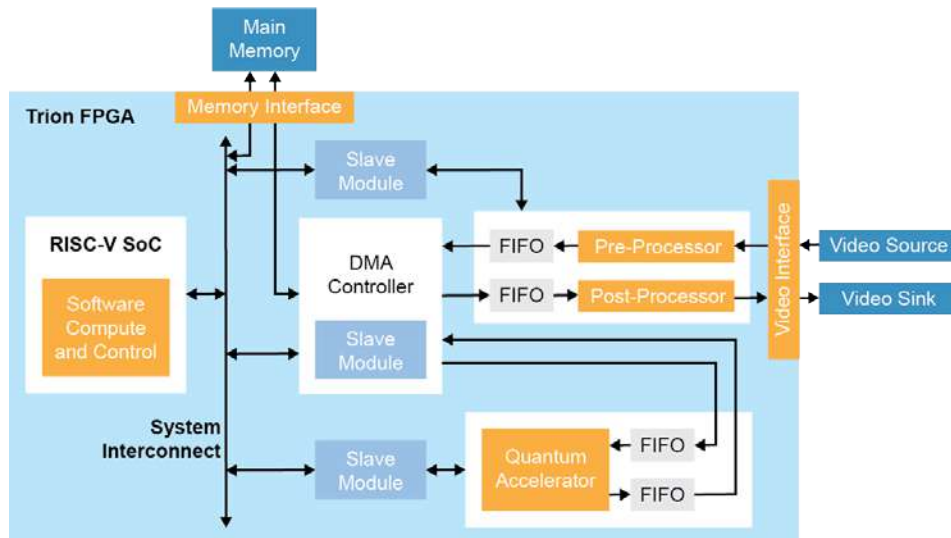 Main
Memory
Trion FPGA
Memory Interface
Slave
Module
RISC-V SoC
Software
Compute
and Control
DMA
Controller
Slave
Module
FIFO
Pre-Processor
FIFO
Post-Processor
Video Interface
Video Source
Video Sink
System
Interconnect
Slave
Module
Quantum
Accelerator
FIFO
FIFO